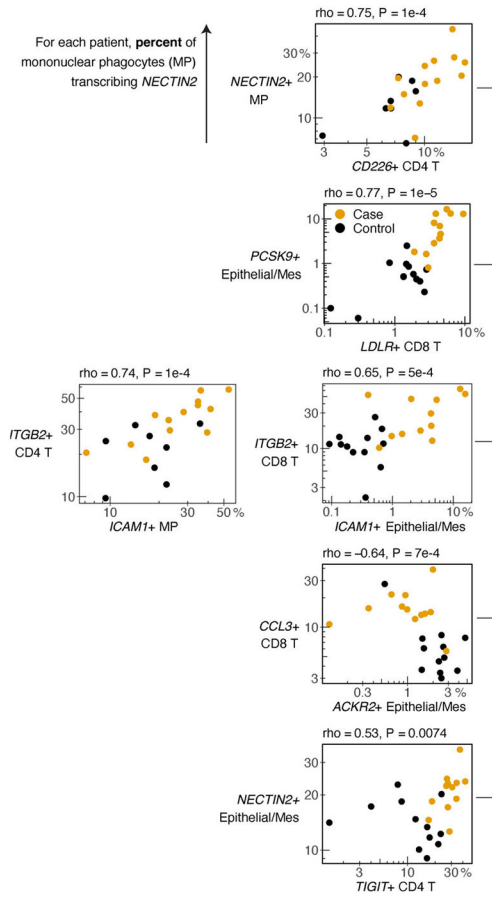 For each patient, percent of
mononuclear phagocytes (MP)
transcribing NECTIN2
rho = 0.75, P = 1e-4
NECTIN2+
MP
30%
10
3
5
10%
CD226+ CD4 T
rho = 0.77, P = 1e-5
PCSK9+
Epithelial/Mes
Case
Control
10
1
0.1
0.1
1
10%
LDLR+ CD8 T
rho = 0.74, P = 1e-4
ITGB2+
CD4 T
50
30
10
10
30
50%
ICAM1+ MP
rho = 0.65, P = 5e-4
ITGB2+
CD8 T
30
10
3
0.1
1
10%
ICAM1+ Epithelial/Mes
rho = –0.64, P = 7e-4
CCL3+
CD8 T
30
10
3
0.3
1
3%
ACKR2+ Epithelial/Mes
rho = 0.53, P = 0.0074
NECTIN2+
Epithelial/Mes
30
20
10
3
10
30%
TIGIT+ CD4 T